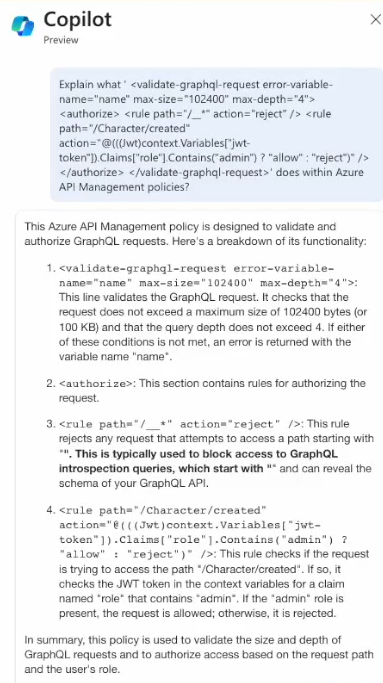 Copilot
Preview
Explain what ' <validate-graphql-request error-variable-
name="name" max-size="102400" max-depth="4">
<authorize> <rule path="/__*" action="reject" /> <rule
path="/Character/created"
action="@(((Jwt)context.Variables["jwt-
token"]).Claims["role"].Contains("admin") ? "allow" : "reject")" />
</authorize> </validate-graphql-request>' does within Azure
API Management policies?
This Azure API Management policy is designed to validate and
authorize GraphQL requests. Here's a breakdown of its functionality:
1. <validate-graphql-request error-variable-
name="name" max-size="102400" max-depth="4">:
This line validates the GraphQL request. It checks that the
request does not exceed a maximum size of 102400 bytes (or
100 KB) and that the query depth does not exceed 4. If either
of these conditions is not met, an error is returned with the
variable name "name".
2. <authorize>: This section contains rules for authorizing the
request.
3. <rule path="/__*" action="reject" />: This rule
rejects any request that attempts to access a path starting with
"". This is typically used to block access to GraphQL
introspection queries, which start with "" and can reveal the
schema of your GraphQL API.
4. <rule path="/Character/created"
action="@(((Jwt)context.Variables["jwt-
token"]).Claims["role"].Contains("admin") ?
"allow" : "reject")" />: This rule checks if the request
is trying to access the path "/Character/created". If so, it
checks the JWT token in the context variables for a claim
named "role" that contains "admin". If the "admin" role is
present, the request is allowed; otherwise, it is rejected.
In summary, this policy is used to validate the size and depth of
GraphQL requests and to authorize access based on the request path
and the user's role.